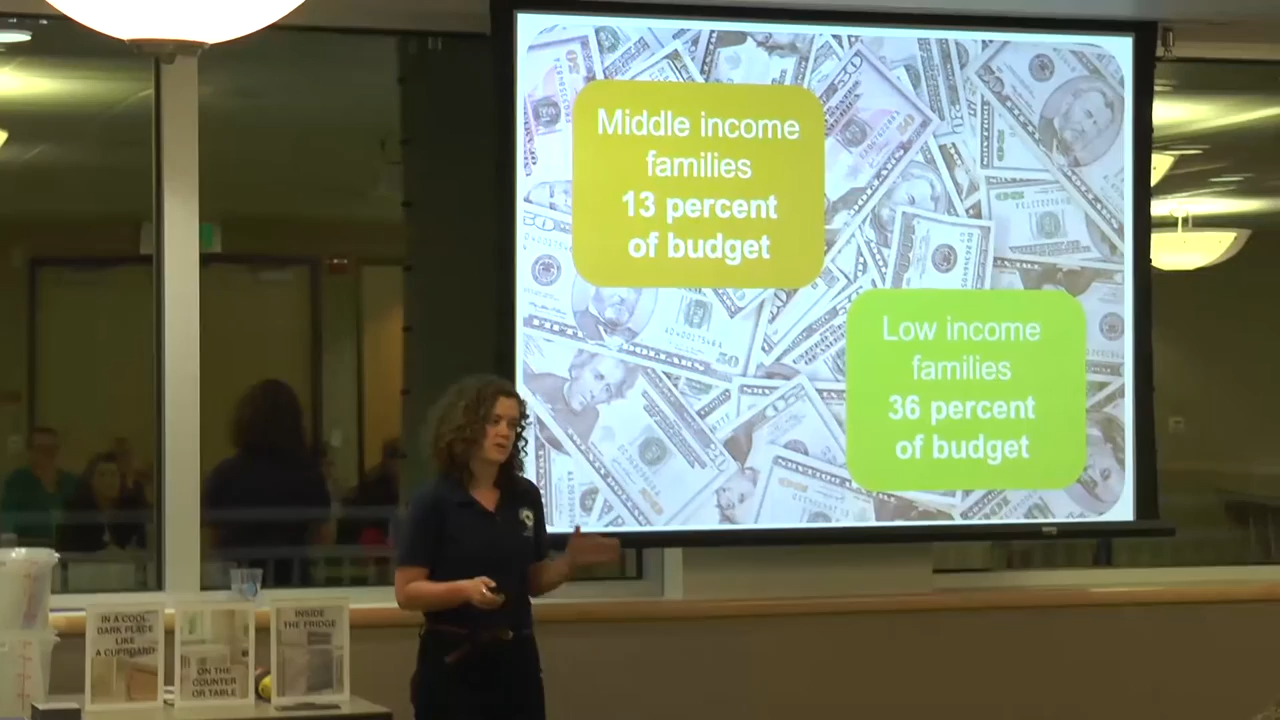 Middle income
families
13 percent
of budget
Low income
families
36 percent
of budget
IN A COOL,
DARK PLACE
LIKE
A CUPBOARD
ON THE
COUNTER
OR TABLE
INSIDE
THE FRIDGE